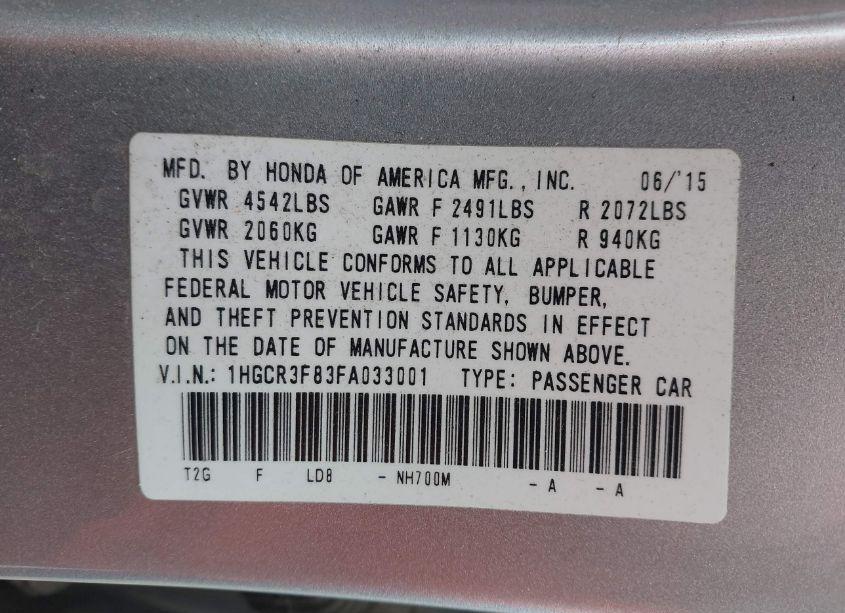 MFD. BY HONDA OF AMERICA MFG., INC. 06/'15
GVWR 4542LBS GAWR F 2491LBS R 2072LBS
GVWR 2060KG GAWR F 1130KG R 940KG
THIS VEHICLE CONFORMS TO ALL APPLICABLE
FEDERAL MOTOR VEHICLE SAFETY, BUMPER,
AND THEFT PREVENTION STANDARDS IN EFFECT
ON THE DATE OF MANUFACTURE SHOWN ABOVE.
V.I.N.: 1HGCR3F83FA033001 TYPE: PASSENGER CAR
T2G F LD8 - NH700M - A - A